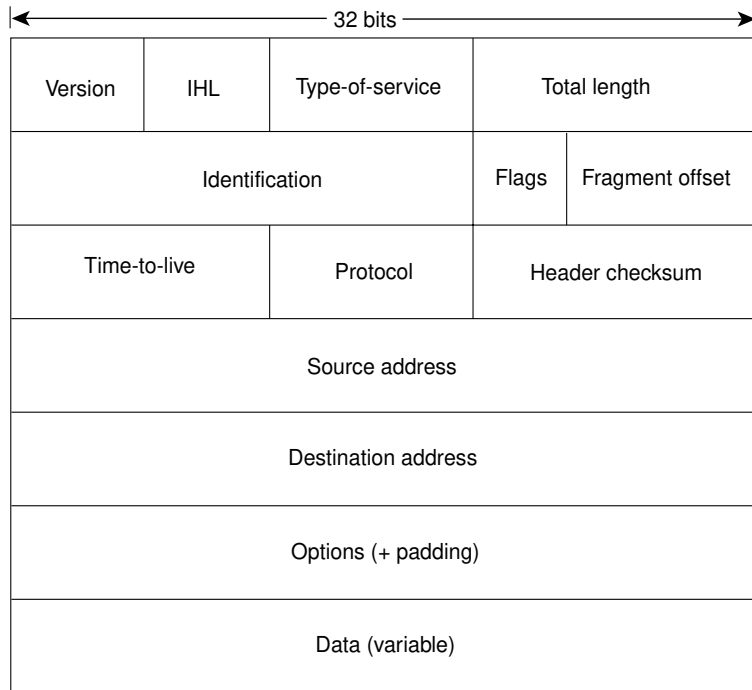 32 bits
Version IHL Type-of-service Total length
Identification Flags Fragment offset
Time-to-live Protocol Header checksum
Source address
Destination address
Options (+ padding)
Data (variable)